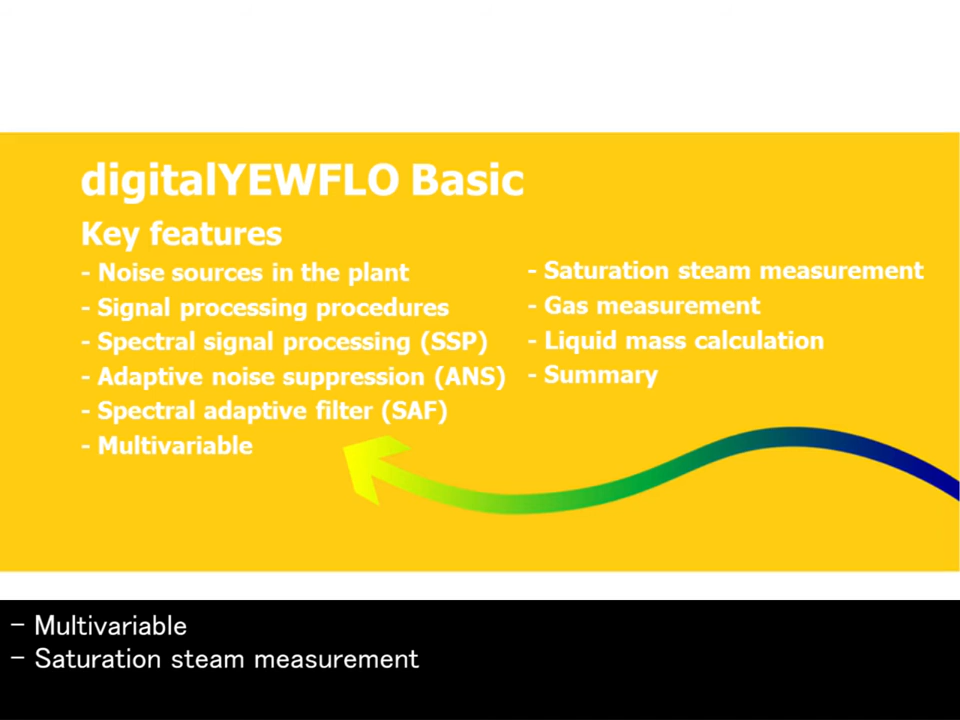 digitalYEWFLO Basic
Key features
- Noise sources in the plant
- Signal processing procedures
- Spectral signal processing (SSP)
- Adaptive noise suppression (ANS)
- Spectral adaptive filter (SAF)
- Multivariable
- Saturation steam measurement
- Gas measurement
- Liquid mass calculation
- Summary
- Multivariable
- Saturation steam measurement